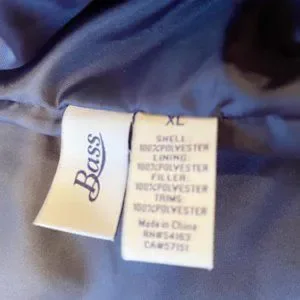 Bass
XL
SHELL:
100%POLYESTER
LINING:
100%POLYESTER
FILLER:
100%POLYESTER
TRIMS:
100%POLYESTER
Made in China
RN#54163
CA#57151